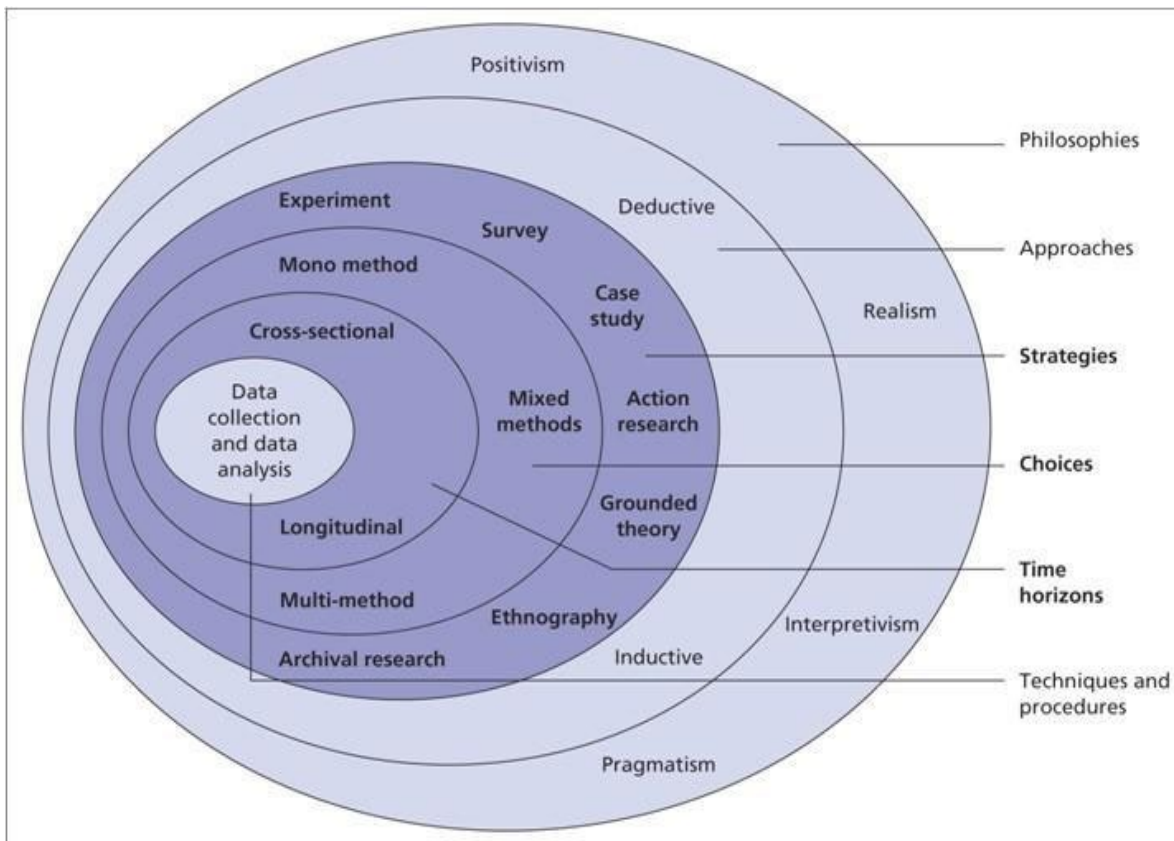 Positivism
Philosophies
Experiment
Deductive
Survey
Approaches
Mono method
Case
study
Realism
Cross-sectional
Strategies
Data
collection
and data
analysis
Mixed
methods
Action
research
Choices
Grounded
theory
Longitudinal
Time
horizons
Multi-method
Ethnography
Interpretivism
Archival research
Inductive
Techniques and
procedures
Pragmatism